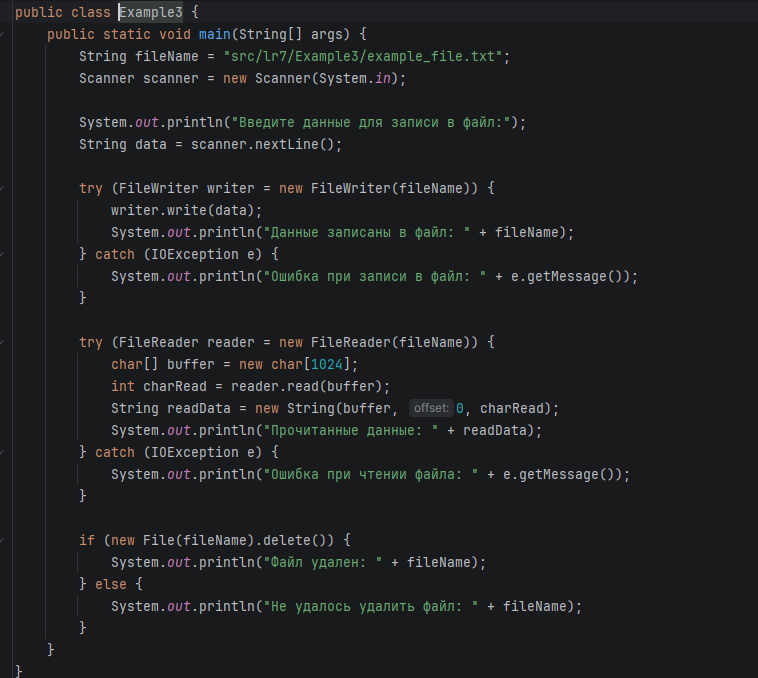 public class Example3 {
    public static void main(String[] args) {
        String fileName = "src/lr7/Example3/example_file.txt";
        Scanner scanner = new Scanner(System.in);

        System.out.println("Введите данные для записи в файл:");
        String data = scanner.nextLine();

        try (FileWriter writer = new FileWriter(fileName)) {
            writer.write(data);
            System.out.println("Данные записаны в файл: " + fileName);
        } catch (IOException e) {
            System.out.println("Ошибка при записи в файл: " + e.getMessage());
        }

        try (FileReader reader = new FileReader(fileName)) {
            char[] buffer = new char[1024];
            int charRead = reader.read(buffer);
            String readData = new String(buffer, offset: 0, charRead);
            System.out.println("Прочитанные данные: " + readData);
        } catch (IOException e) {
            System.out.println("Ошибка при чтении файла: " + e.getMessage());
        }

        if (new File(fileName).delete()) {
            System.out.println("Файл удален: " + fileName);
        } else {
            System.out.println("Не удалось удалить файл: " + fileName);
        }
    }
}